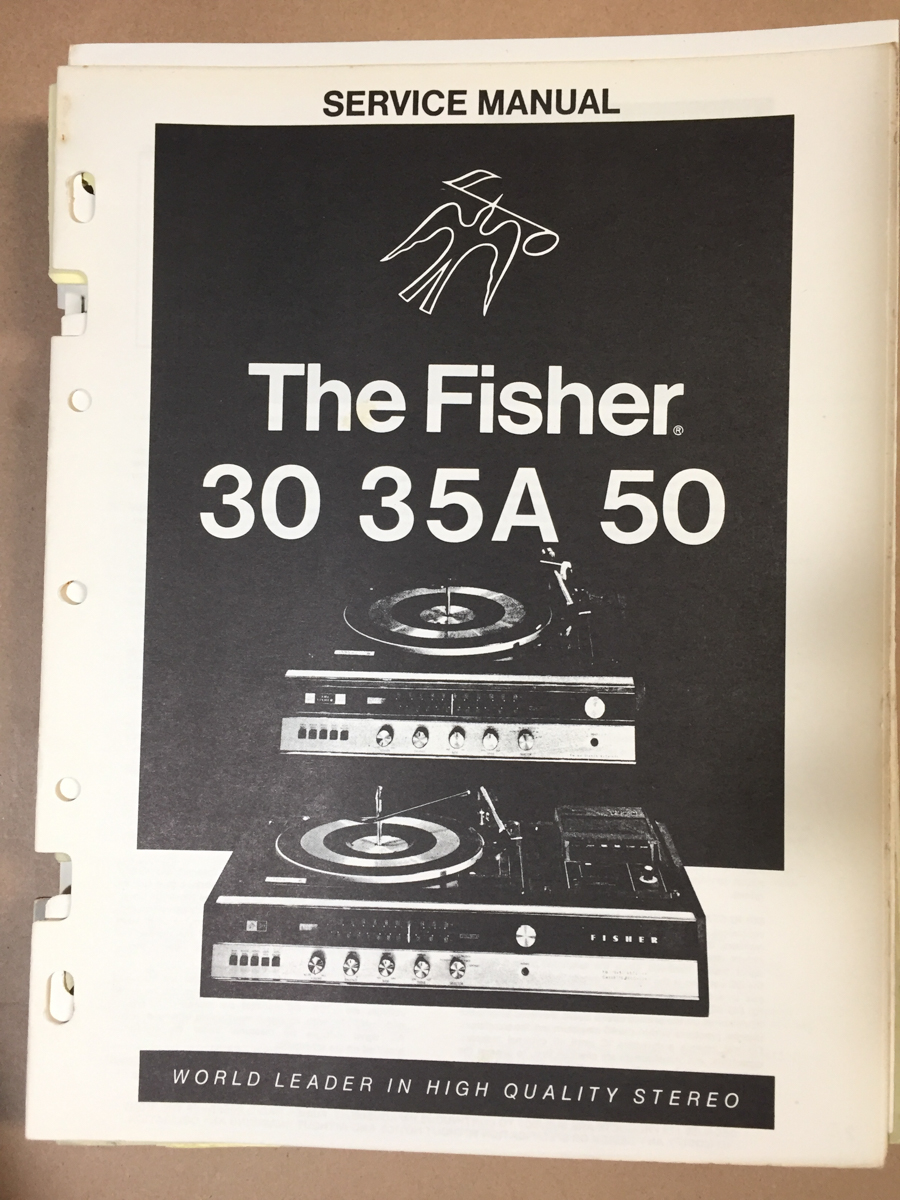 SERVICE MANUAL
The Fisher®
30 35A 50
FISHER
WORLD LEADER IN HIGH QUALITY STEREO